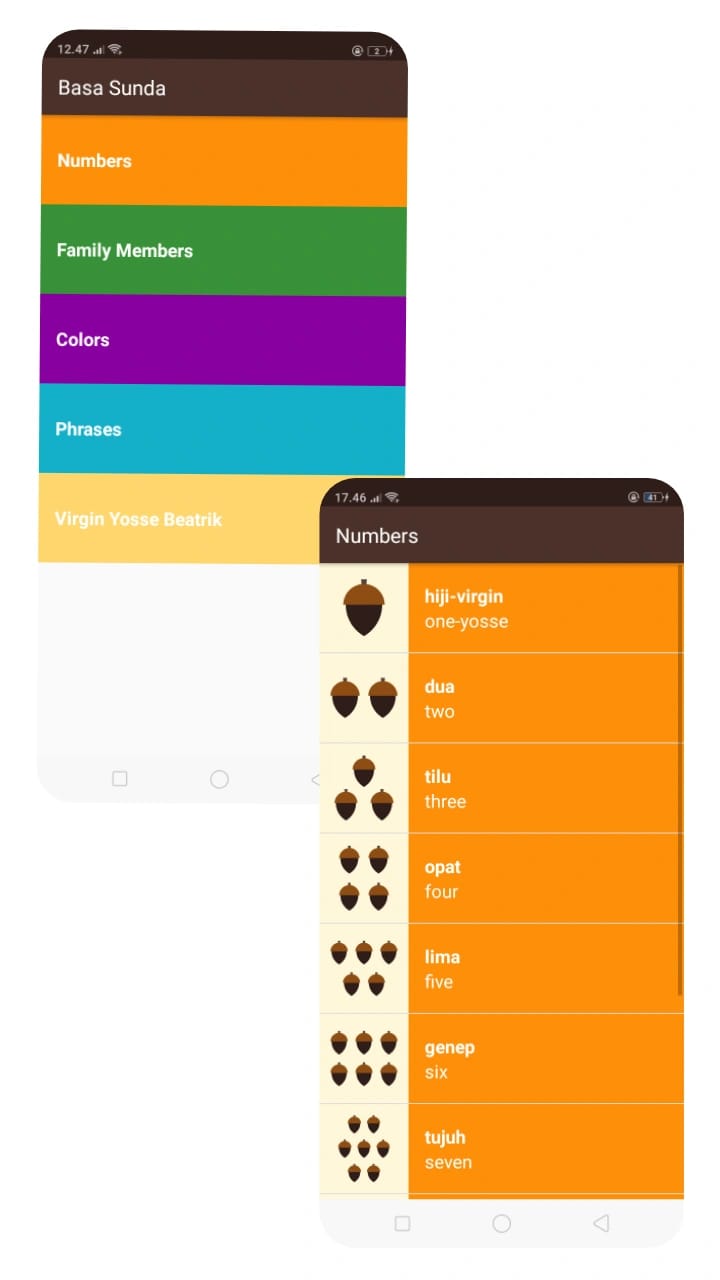 12.47
2
Basa Sunda
Numbers
Family Members
Colors
Phrases
Virgin Yosse Beatrik
17.46
41
Numbers
hiji-virgin
one-yosse
dua
two
tilu
three
opat
four
lima
five
genep
six
tujuh
seven